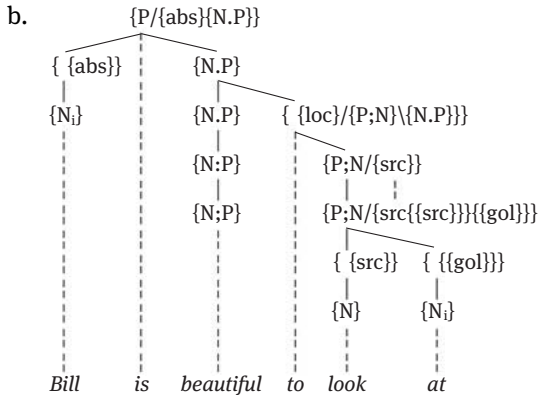 b.
{P/{abs}{N.P}}
{ {abs}} {N.P}
{Nᵢ} {N.P} { {loc}/{P;N}\{N.P}}}
{N:P} {P;N/{src}}
{N;P} {P;N/{src{{src}}}{{gol}}}
{ {src}} { {{gol}}}
{N} {Nᵢ}
Bill is beautiful to look at